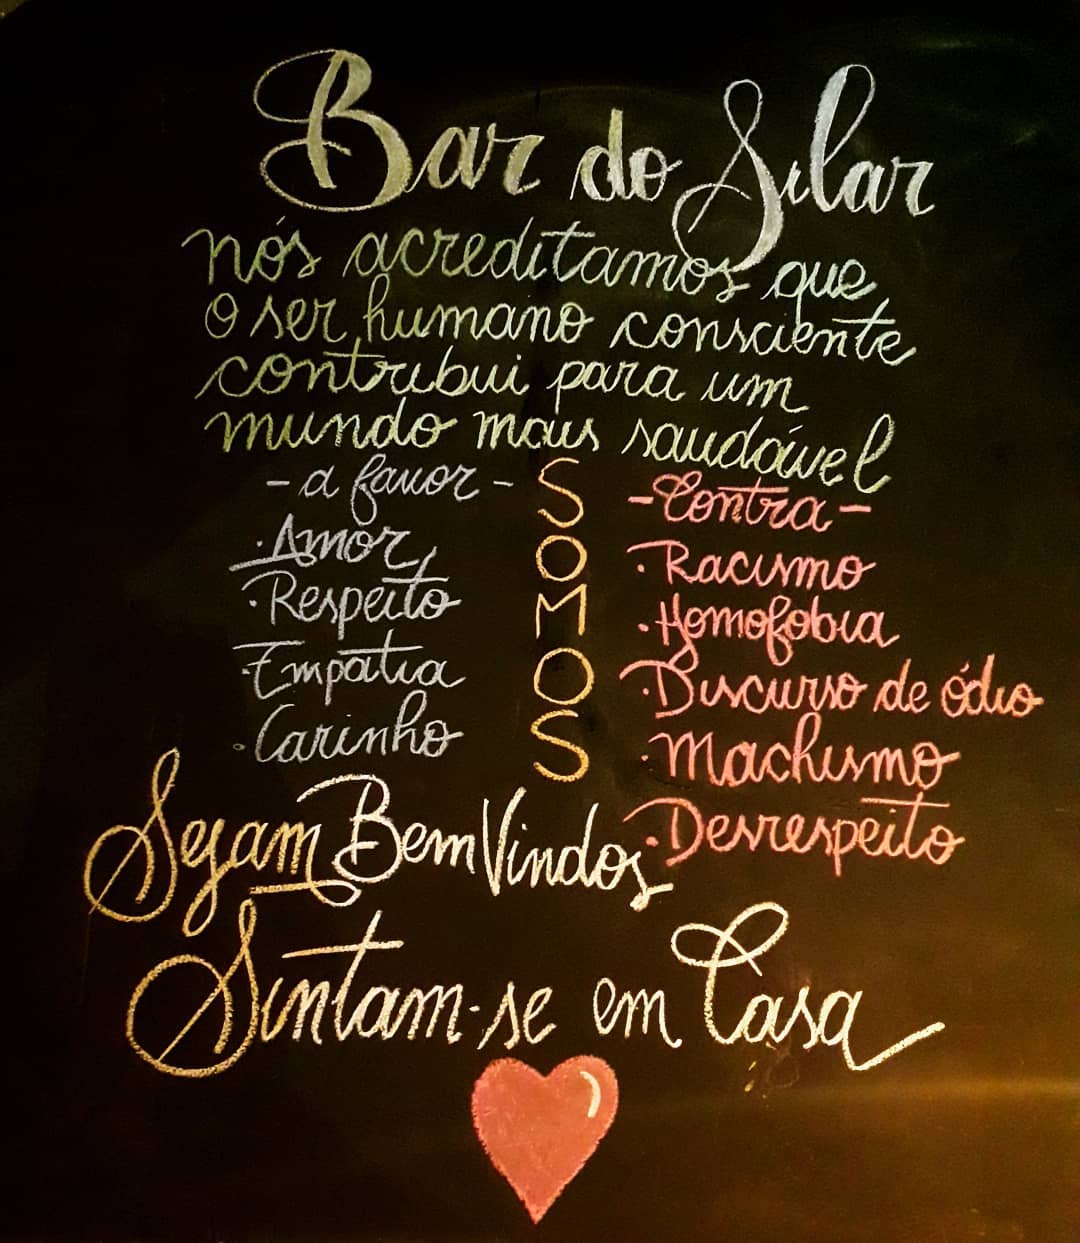 Bar do Silar
nós acreditamos que
o ser humano consciente
contribui para um
mundo mais saudável
SOMOS
- a favor -
· Amor,
· Respeito
· Empatia
· Carinho
- Contra -
· Racismo
· Homofobia
· Discurso de ódio
· Machismo
· Desrespeito
Sejam Bem Vindos
Sintam-se em Casa